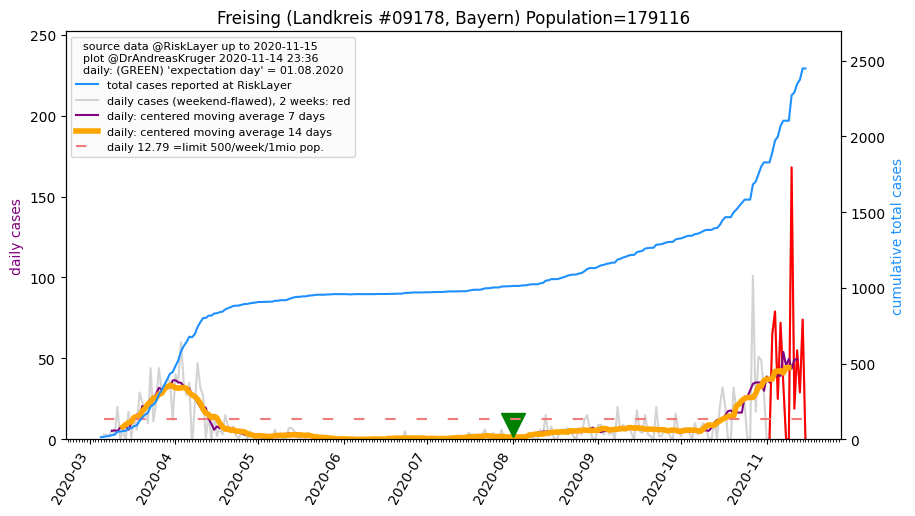 Freising (Landkreis #09178, Bayern) Population=179116
source data @RiskLayer up to 2020-11-15
plot @DrAndreasKruger 2020-11-14 23:36
daily: (GREEN) 'expectation day' = 01.08.2020
total cases reported at RiskLayer
daily cases (weekend-flawed), 2 weeks: red
daily: centered moving average 7 days
daily: centered moving average 14 days
daily 12.79 =limit 500/week/1mio pop.
daily cases
250
200
150
100
50
0
cumulative total cases
2500
2000
1500
1000
500
0
2020-03
2020-04
2020-05
2020-06
2020-07
2020-08
2020-09
2020-10
2020-11